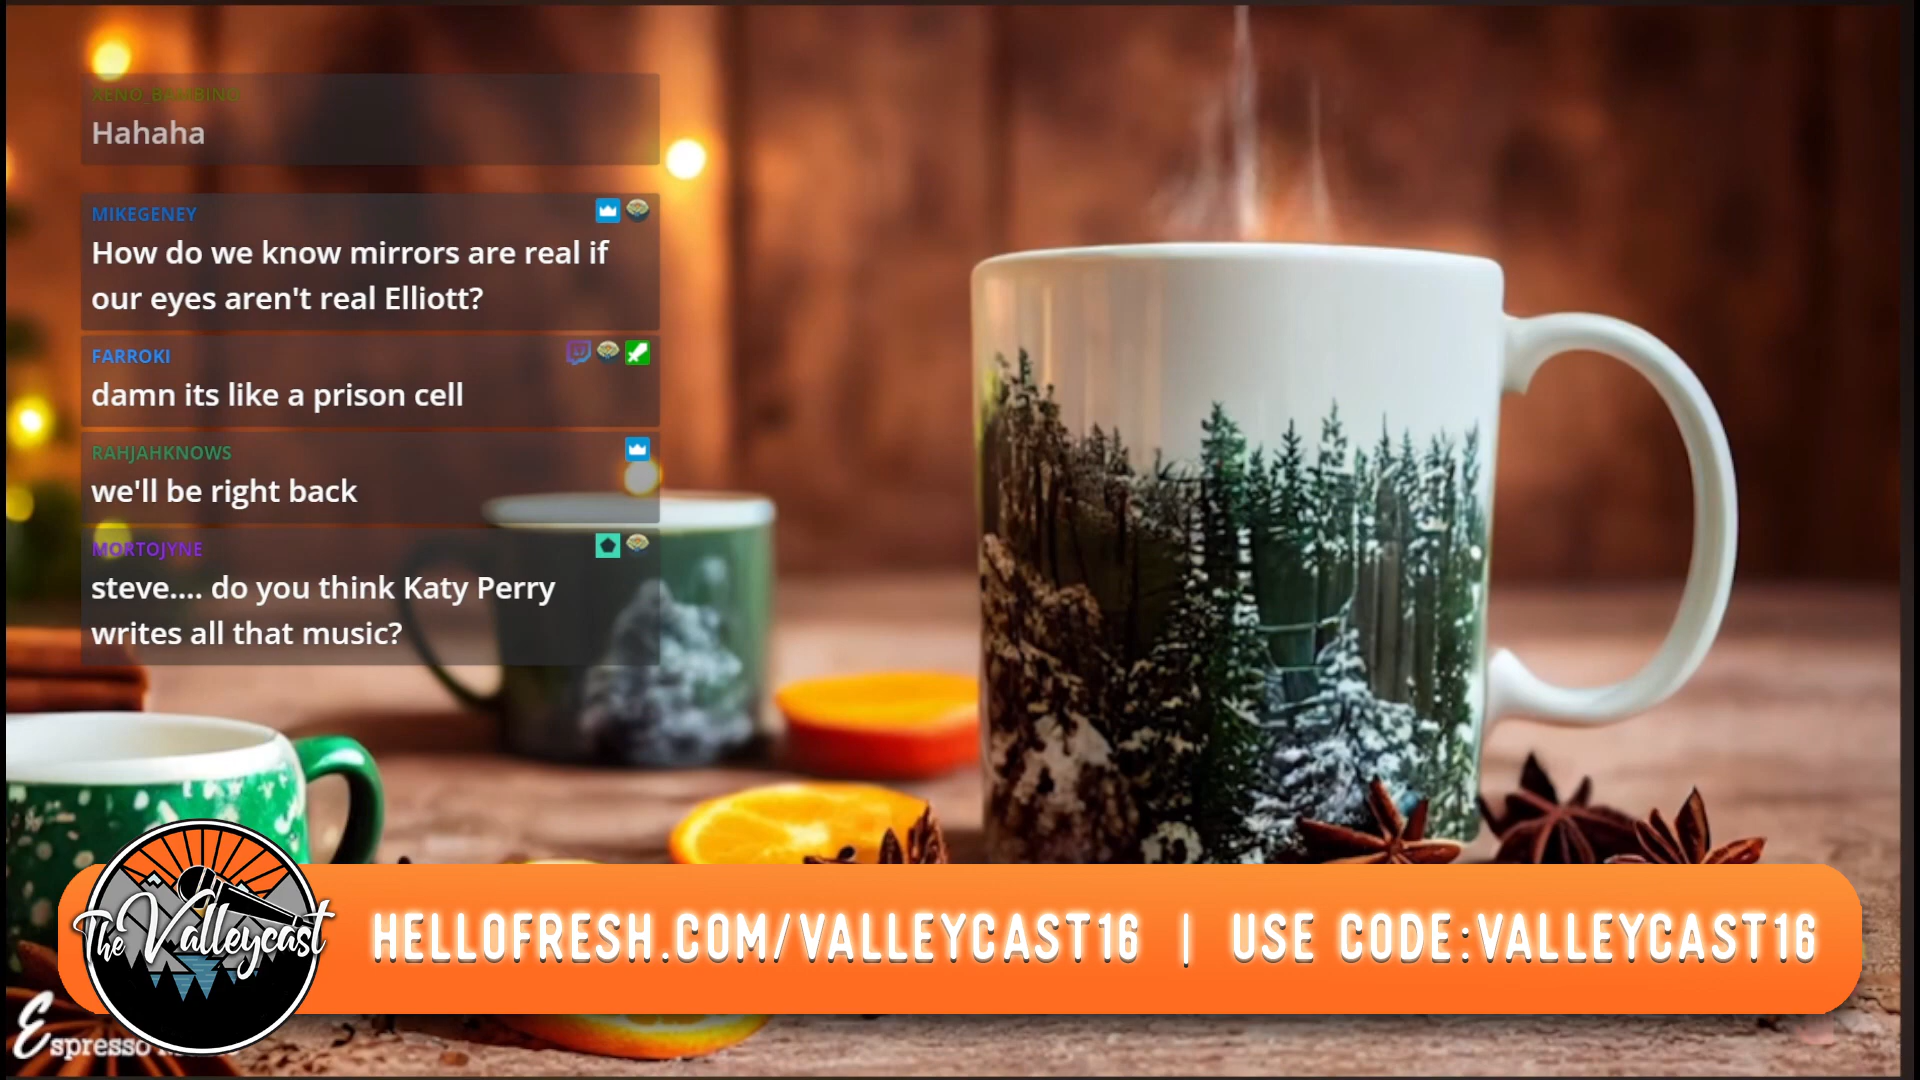 XENO_BAMBINO
Hahaha
MIKEGENEY
How do we know mirrors are real if
our eyes aren't real Elliott?
FARROKI
damn its like a prison cell
RAHJAHKNOWS
we'll be right back
MORTOJYNE
steve.... do you think Katy Perry
writes all that music?
The Valleycast
HELLOFRESH.COM/VALLEYCAST16 | USE CODE:VALLEYCAST16
Espresso